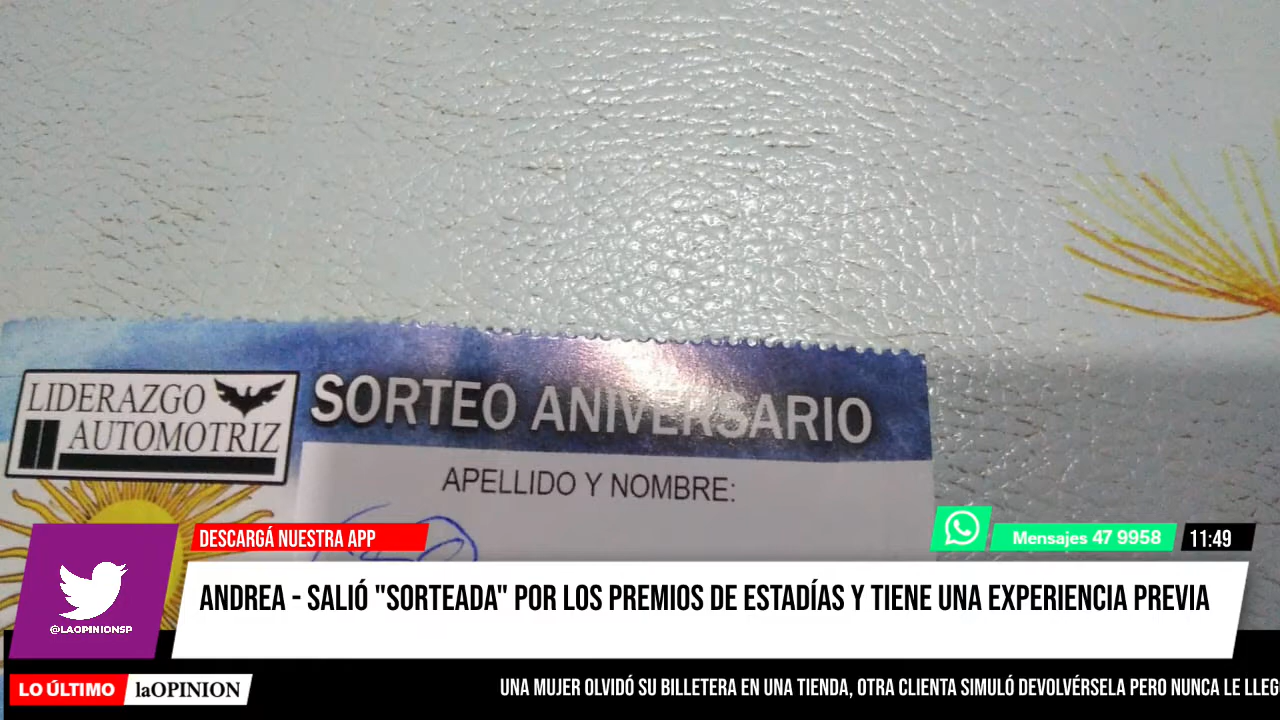 LIDERAZGO
AUTOMOTRIZ
SORTEO ANIVERSARIO
APELLIDO Y NOMBRE:
DESCARGÁ NUESTRA APP
Mensajes 47 9958
11:49
ANDREA - SALIÓ "SORTEADA" POR LOS PREMIOS DE ESTADÍAS Y TIENE UNA EXPERIENCIA PREVIA
@LAOPINIONSP
LO ÚLTIMO
laOPINION
UNA MUJER OLVIDÓ SU BILLETERA EN UNA TIENDA, OTRA CLIENTA SIMULÓ DEVOLVÉRSELA PERO NUNCA LE LLEG